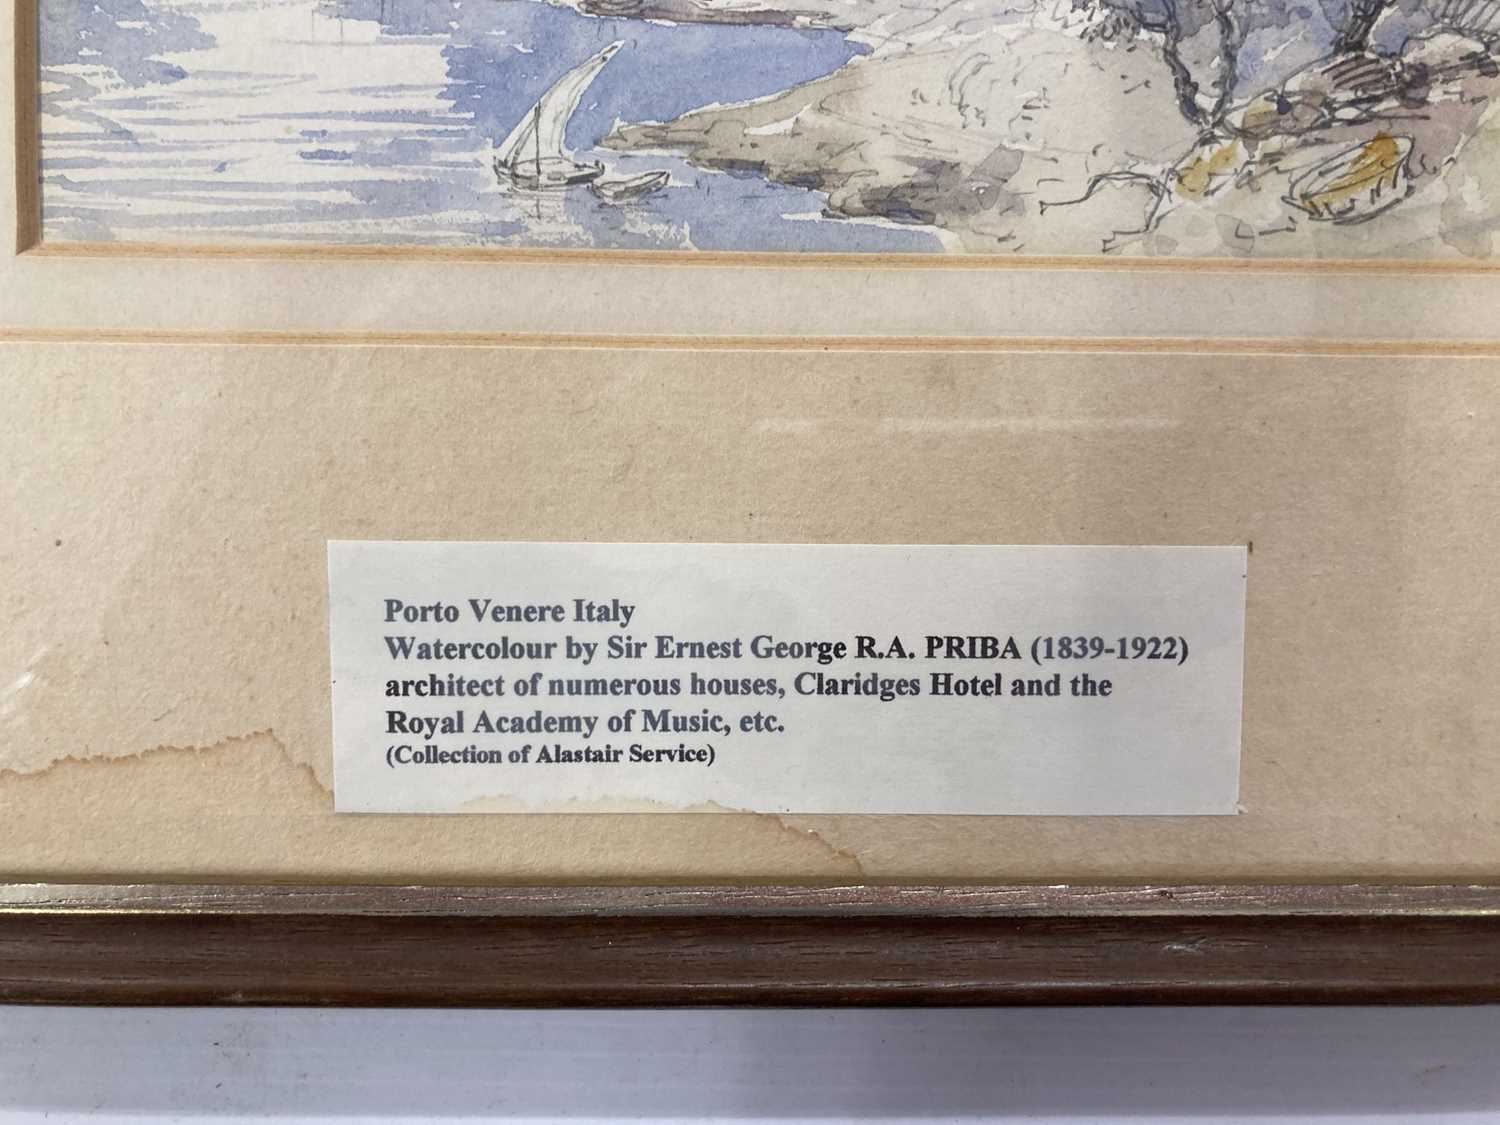 Porto Venere Italy
Watercolour by Sir Ernest George R.A. PRIBA (1839-1922)
architect of numerous houses, Claridges Hotel and the
Royal Academy of Music, etc.
(Collection of Alastair Service)